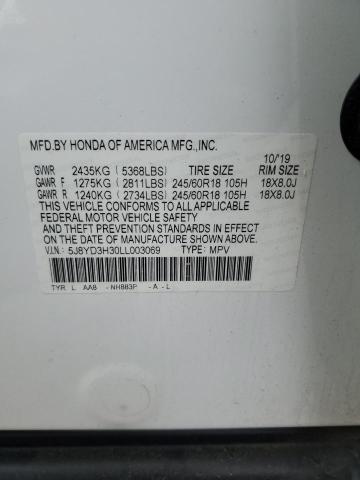 MFD.BY HONDA OF AMERICA MFG.,INC.
10/19
GVWR 2435KG (5368LBS) TIRE SIZE RIM SIZE
GAWR F 1275KG (2811LBS) 245/60R18 105H 18X8.0J
GAWR R 1240KG (2734LBS) 245/60R18 105H 18X8.0J
THIS VEHICLE CONFORMS TO ALL APPLICABLE
FEDERAL MOTOR VEHICLE SAFETY
AND THEFT PREVENTION STANDARDS IN EFFECT
ON THE DATE OF MANUFACTURE SHOWN ABOVE.
V.I.N.: 5J8YD3H30LL003069 TYPE: MPV
TYR L AA8 -NH883P -A-L